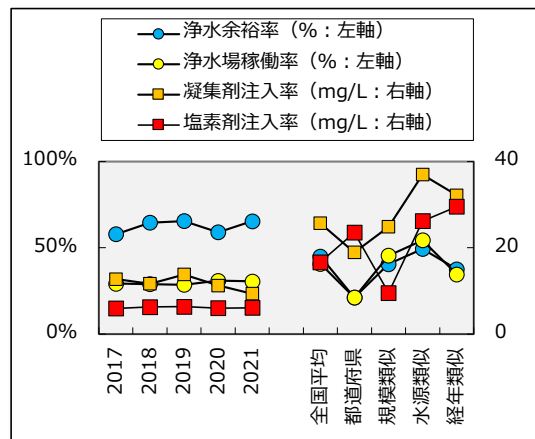 浄水余裕率（%：左軸）
浄水場稼働率（%：左軸）
凝集剤注入率（mg/L：右軸）
塩素剤注入率（mg/L：右軸）
100%
50%
0%
40
20
0
2017
2018
2019
2020
2021
全国平均
都道府県
規模類似
水源類似
経年類似